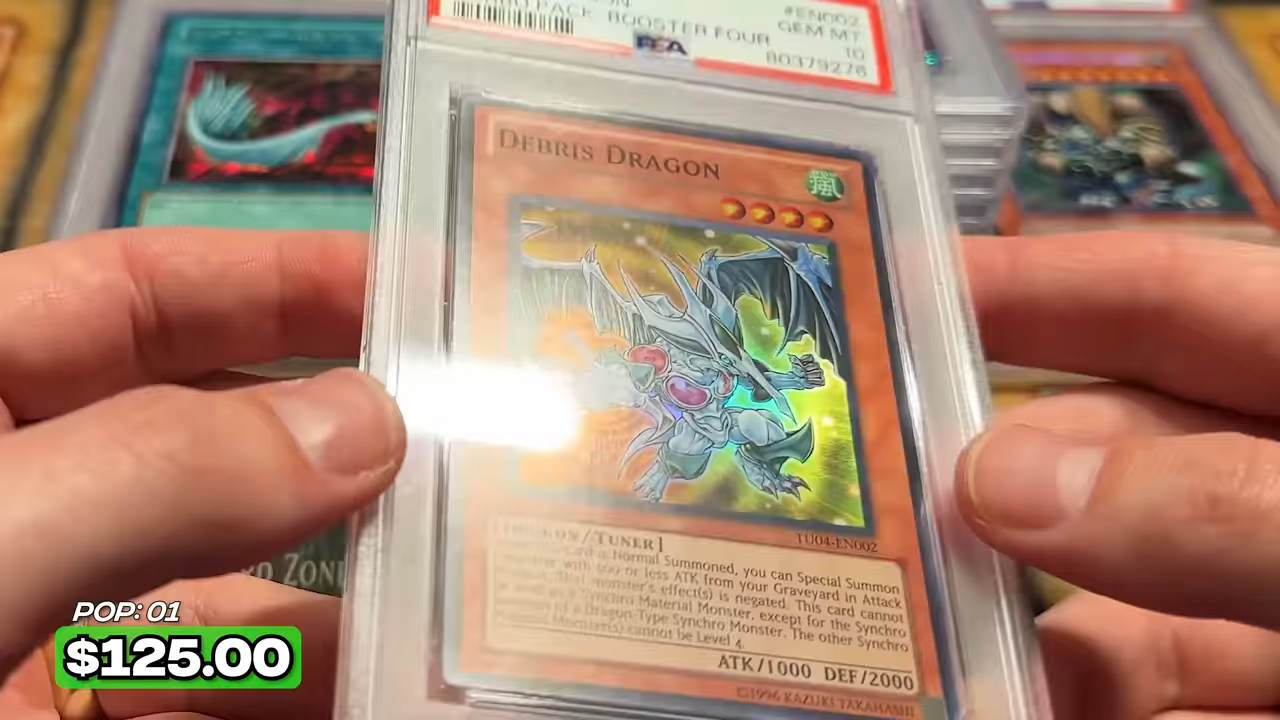 #EN002
PACK BOOSTER FOUR GEM MT
PSA 10
80379276
DEBRIS DRAGON
風
TU04-EN002
/TUNER]
Card is Normal Summoned, you can Special Summon
monster with 500 or less ATK from your Graveyard in Attack
That monster's effect(s) is negated. This card cannot
Synchro Material Monster, except for the Synchro
of a Dragon-Type Synchro Monster. The other Synchro
Monster(s) cannot be Level 4.
ATK/1000 DEF/2000
©1996 KAZUKI TAKAHASHI
ZONE
POP: 01
$125.00